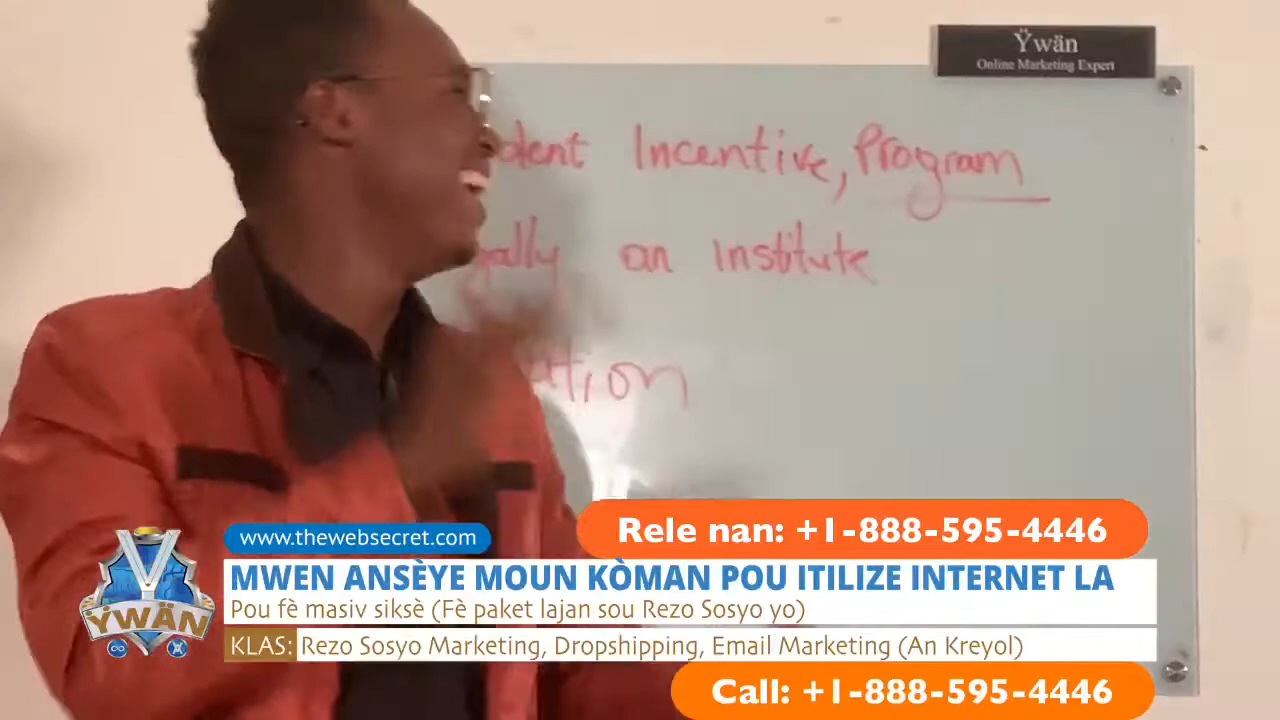 Ÿwän
Online Marketing Expert
Incentive, Program
an institute
www.thewebsecret.com
Rele nan: +1-888-595-4446
MWEN ANSÈYE MOUN KÒMAN POU ITILIZE INTERNET LA
Pou fè masiv siksè (Fè paket lajan sou Rezo Sosyo yo)
ŸWÄN
KLAS: Rezo Sosyo Marketing, Dropshipping, Email Marketing (An Kreyol)
Call: +1-888-595-4446